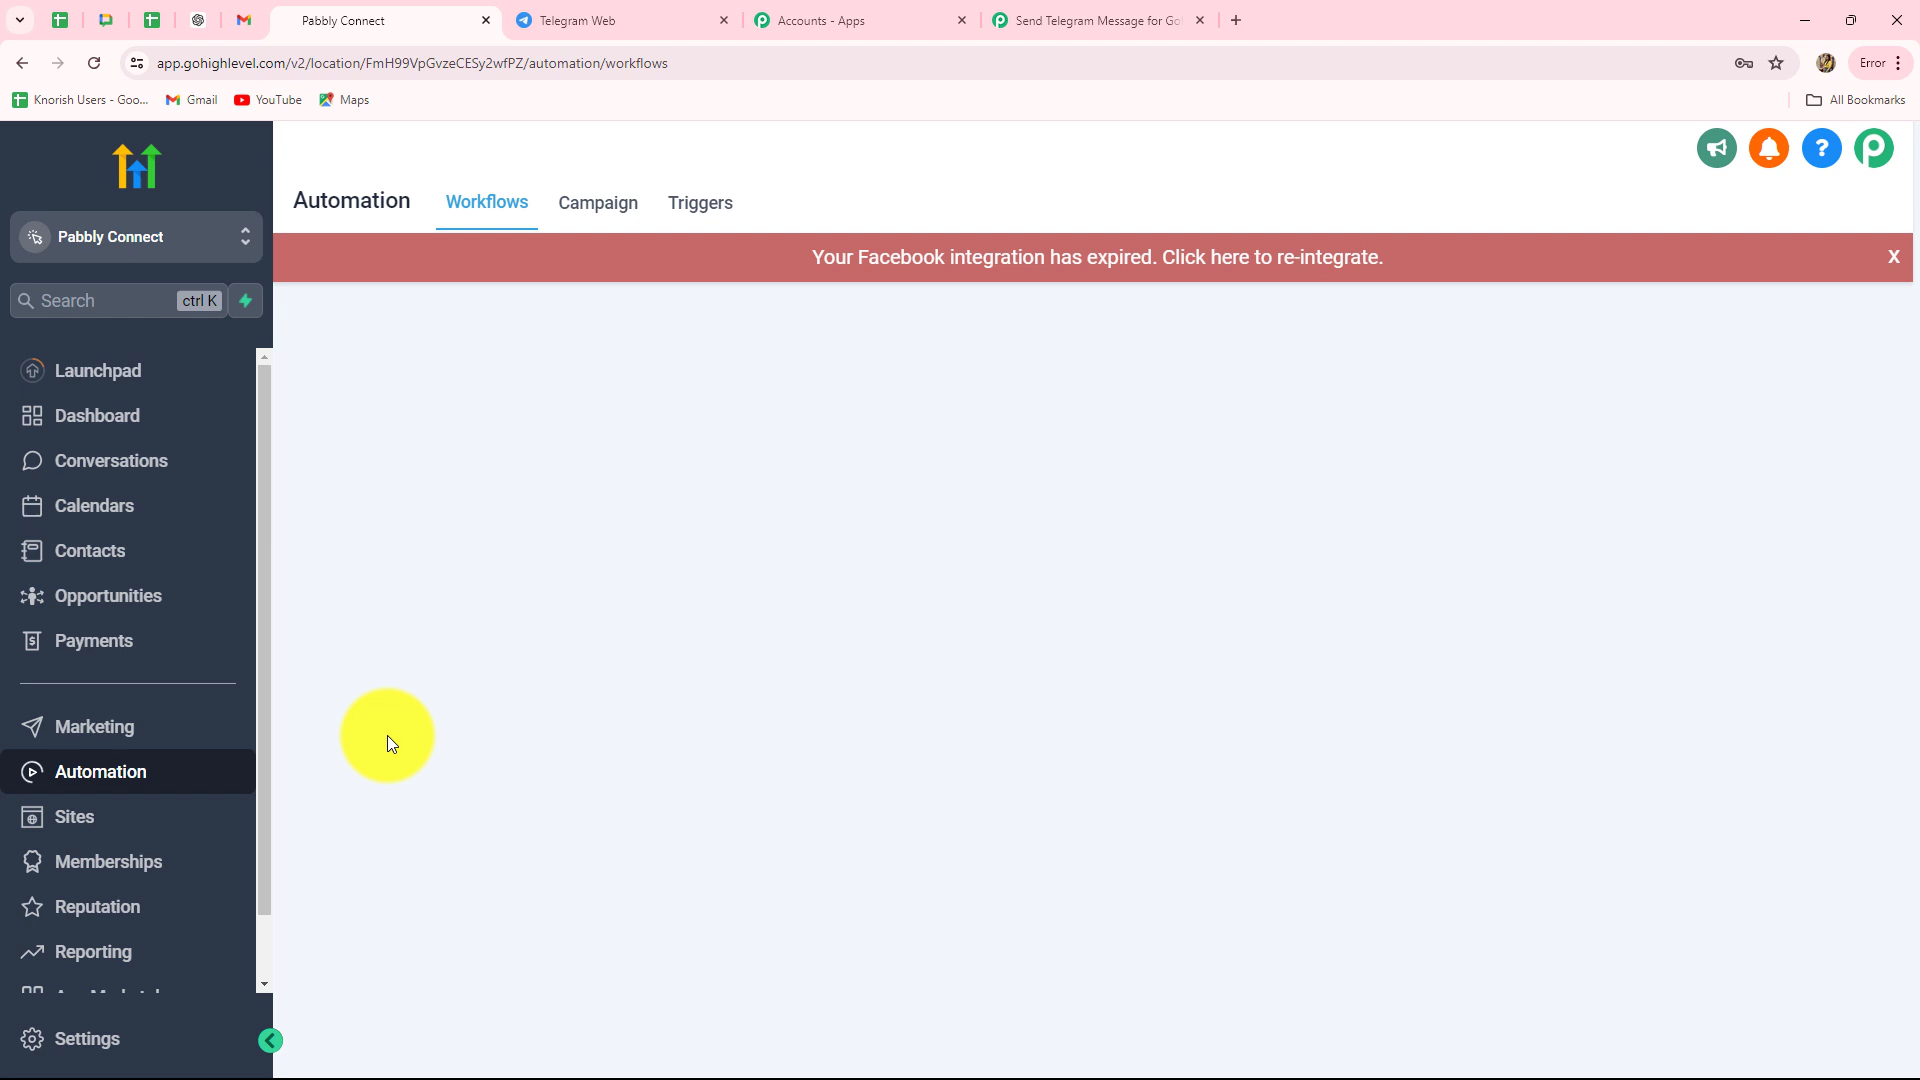 Pabbly Connect
Telegram Web
Accounts - Apps
Send Telegram Message for Go
app.gohighlevel.com/v2/location/FmH99VpGvzeCESy2wfPZ/automation/workflows
Error
Knorish Users - Goo...
Gmail
YouTube
Maps
All Bookmarks
Pabbly Connect
Search
ctrl K
Launchpad
Dashboard
Conversations
Calendars
Contacts
Opportunities
Payments
Marketing
Automation
Sites
Memberships
Reputation
Reporting
Settings
Automation
Workflows
Campaign
Triggers
Your Facebook integration has expired. Click here to re-integrate.
X